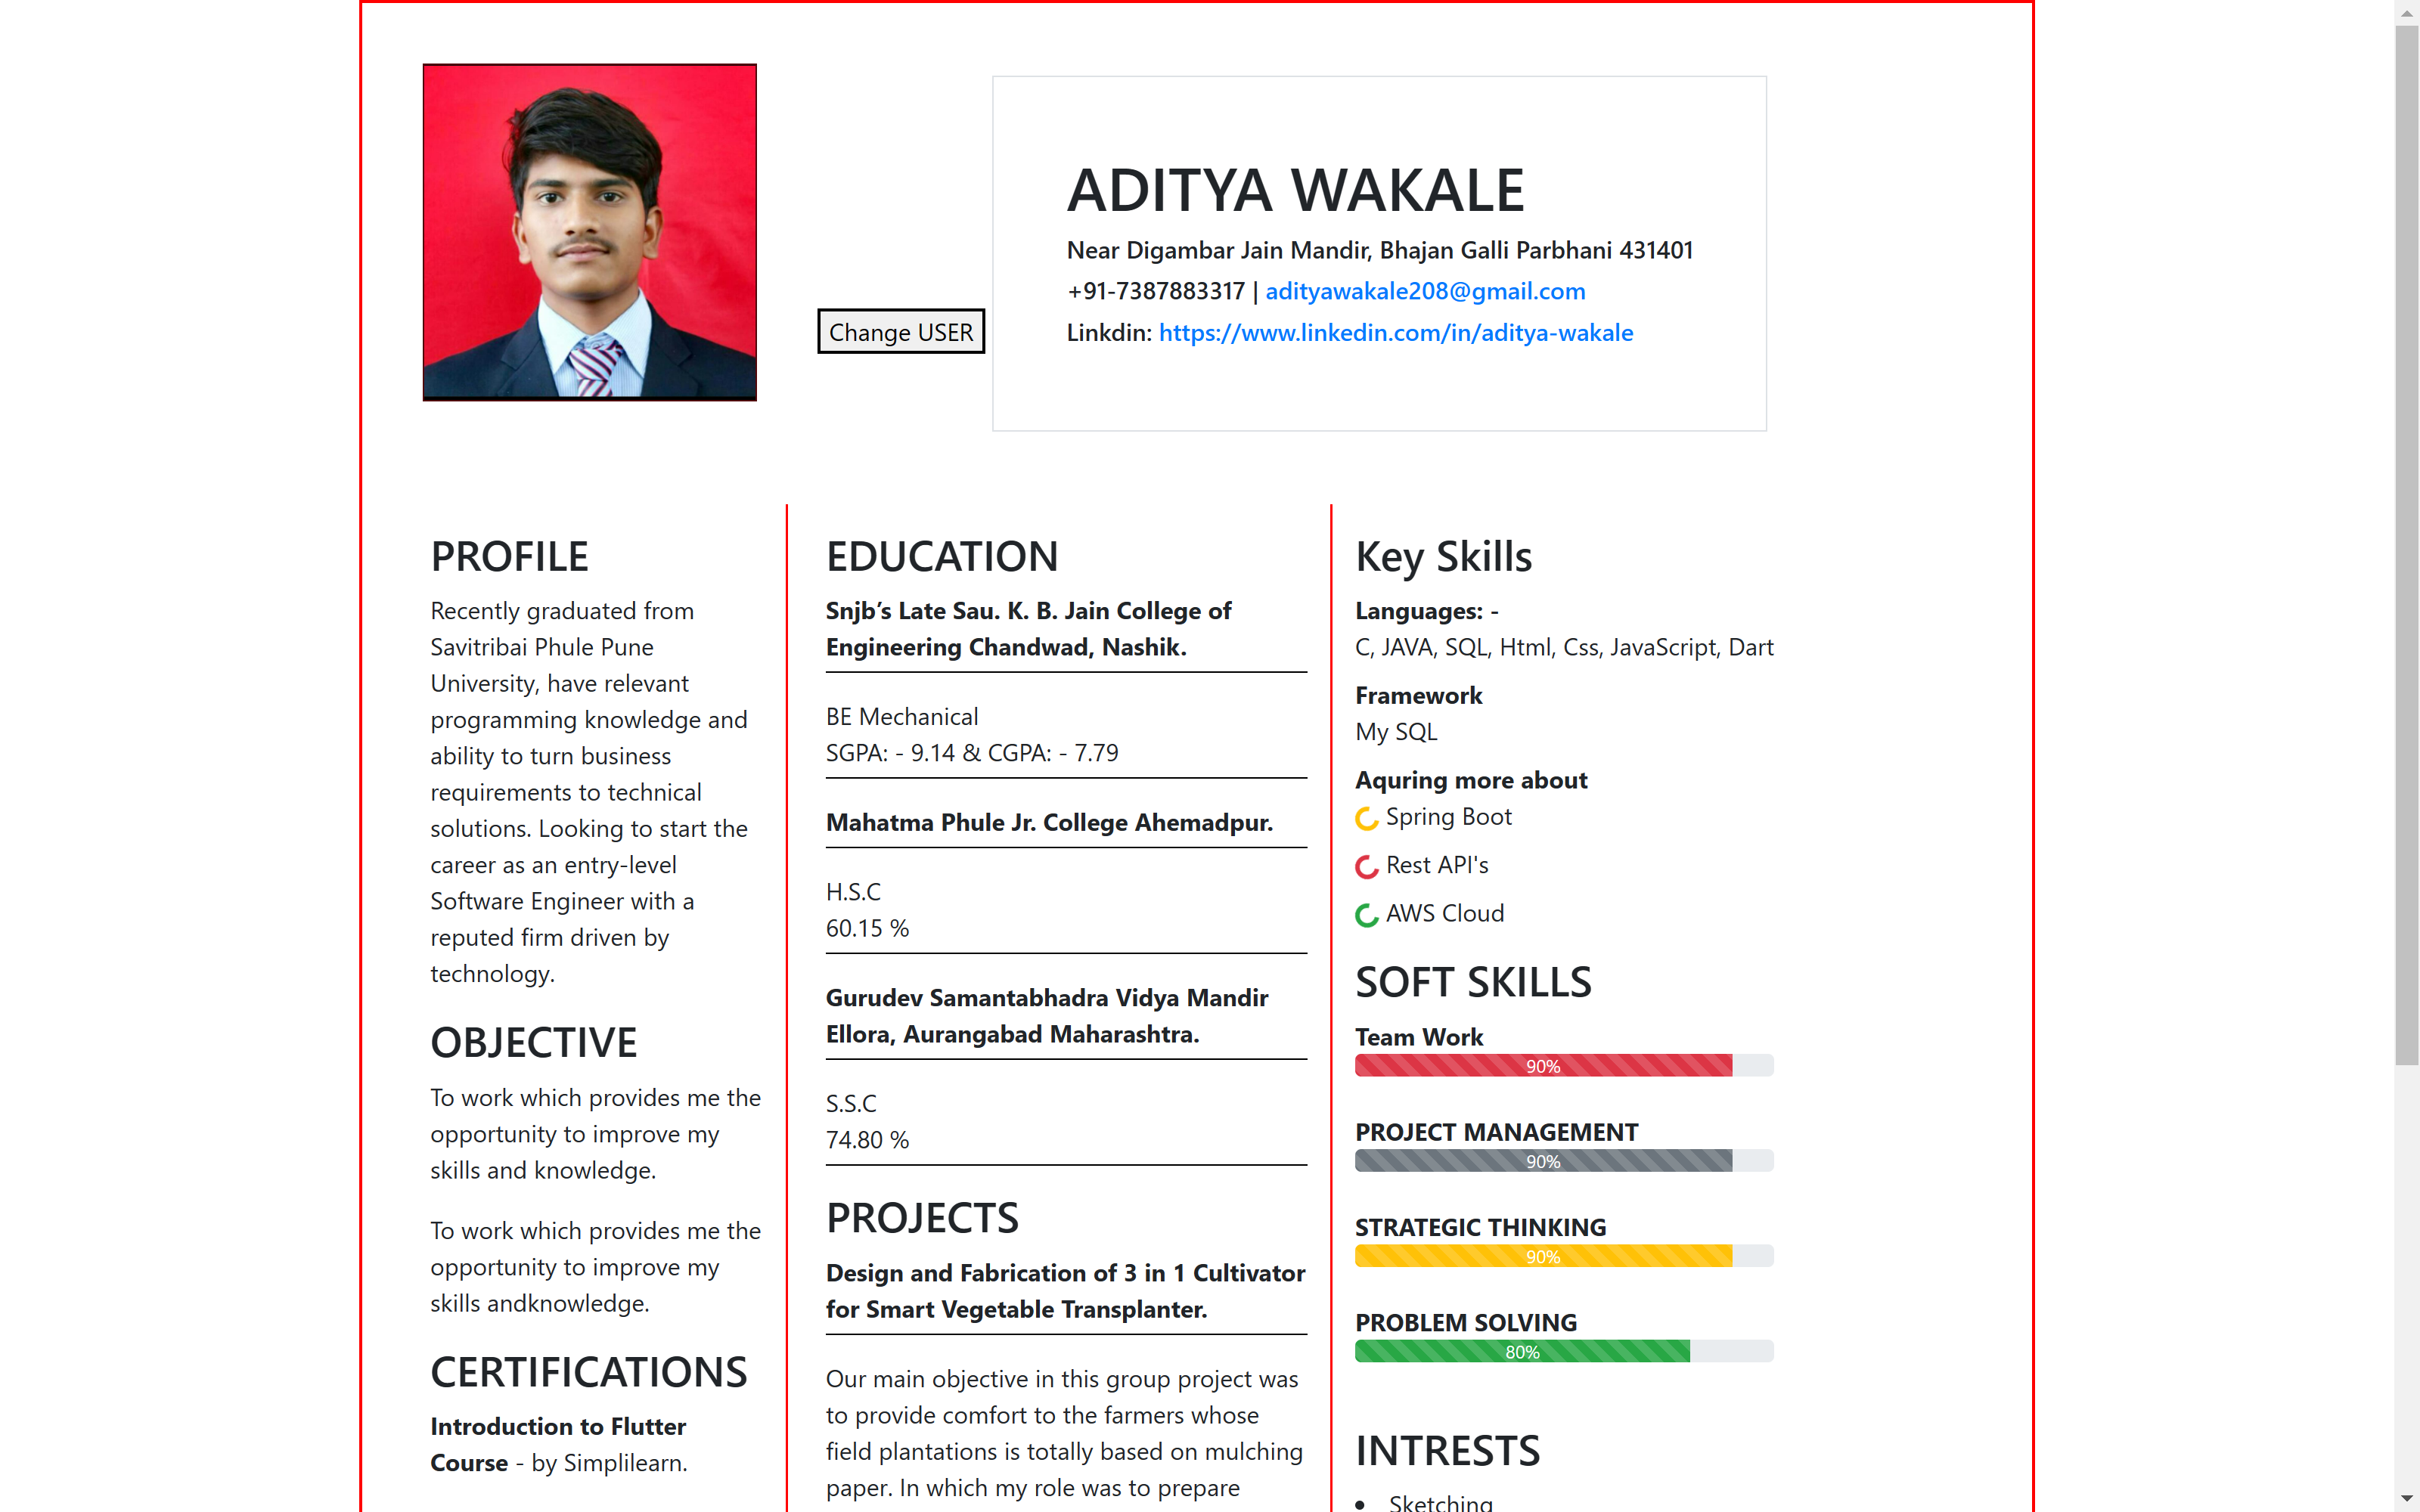 ADITYA WAKALE
Near Digambar Jain Mandir, Bhajan Galli Parbhani 431401
+91-7387883317 | adityawakale208@gmail.com
Linkdin: https://www.linkedin.com/in/aditya-wakale
Change USER
PROFILE
Recently graduated from
Savitribai Phule Pune
University, have relevant
programming knowledge and
ability to turn business
requirements to technical
solutions. Looking to start the
career as an entry-level
Software Engineer with a
reputed firm driven by
technology.
OBJECTIVE
To work which provides me the
opportunity to improve my
skills and knowledge.
To work which provides me the
opportunity to improve my
skills andknowledge.
CERTIFICATIONS
Introduction to Flutter
Course - by Simplilearn.
EDUCATION
Snjb’s Late Sau. K. B. Jain College of
Engineering Chandwad, Nashik.
BE Mechanical
SGPA: - 9.14 & CGPA: - 7.79
Mahatma Phule Jr. College Ahemadpur.
H.S.C
60.15 %
Gurudev Samantabhadra Vidya Mandir
Ellora, Aurangabad Maharashtra.
S.S.C
74.80 %
PROJECTS
Design and Fabrication of 3 in 1 Cultivator
for Smart Vegetable Transplanter.
Our main objective in this group project was
to provide comfort to the farmers whose
field plantations is totally based on mulching
paper. In which my role was to prepare
Key Skills
Languages: -
C, JAVA, SQL, Html, Css, JavaScript, Dart
Framework
My SQL
Aquring more about
Spring Boot
Rest API's
AWS Cloud
SOFT SKILLS
Team Work
90%
PROJECT MANAGEMENT
90%
STRATEGIC THINKING
90%
PROBLEM SOLVING
80%
INTRESTS
• Sketching